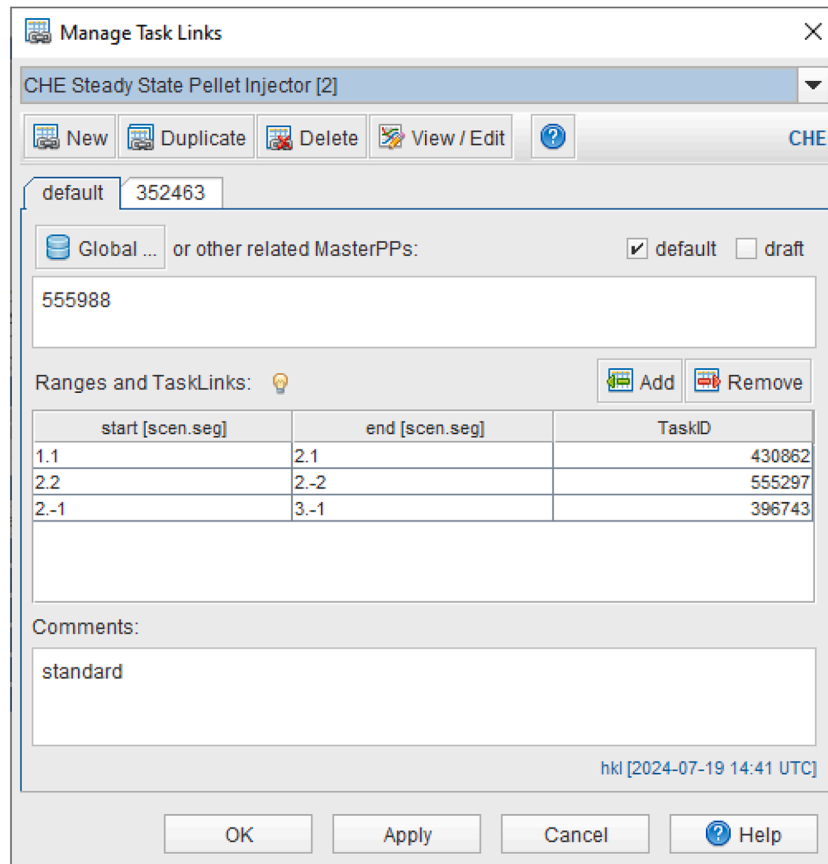 Manage Task Links
CHE Steady State Pellet Injector [2]
New Duplicate Delete View / Edit CHE
default 352463
Global ... or other related MasterPPs: default draft
555988
Ranges and TaskLinks: Add Remove
start [scen.seg] end [scen.seg] TaskID
1.1 2.1 430862
2.2 2.-2 555297
2.-1 3.-1 396743
Comments:
standard
hkl [2024-07-19 14:41 UTC]
OK Apply Cancel Help